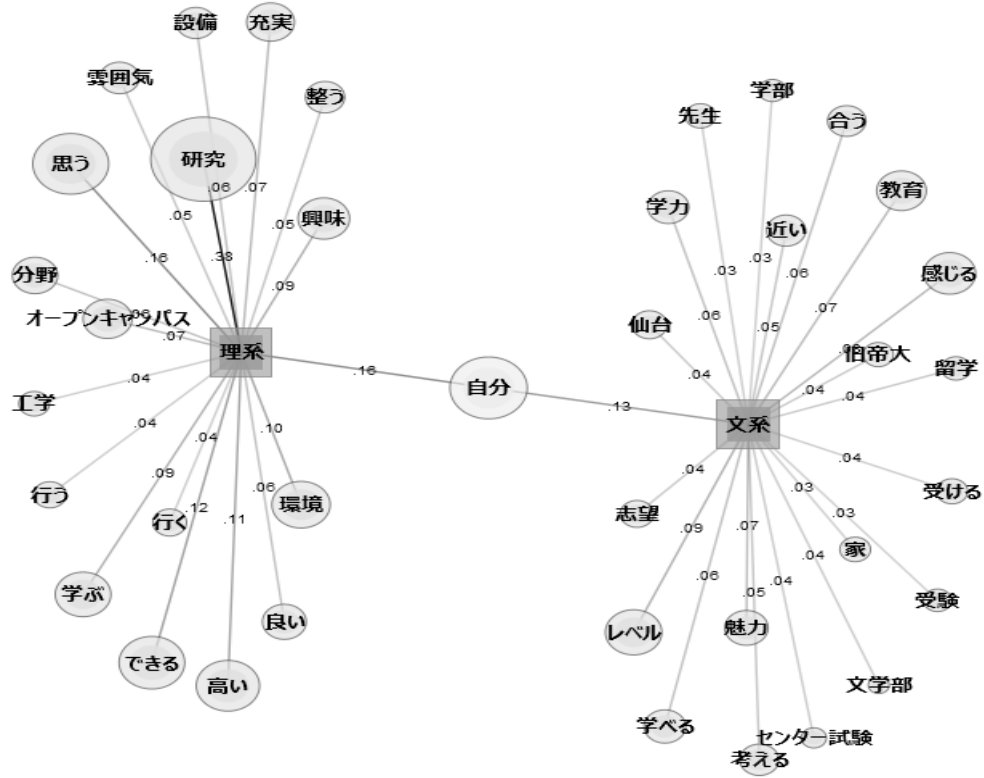 設備
充実
雰囲気
整う
思う
研究
.06
.07
.05
.05
興味
.38
.16
.09
分野
オープンキャンパス
.07
理系
.16
自分
.13
工学
.04
.04
.04
.10
行う
.09
.12
行く
.11
.06
環境
学ぶ
できる
高い
良い
学部
先生
合う
教育
学力
近い
.03
.03
.06
感じる
.06
.05
.07
仙台
旧帝大
留学
.04
.04
.04
文系
.04
.04
受ける
志望
.03
.03
.09
.07
家
.04
.06
.05
.04
受験
レベル
魅力
文学部
学べる
センター試験
考える